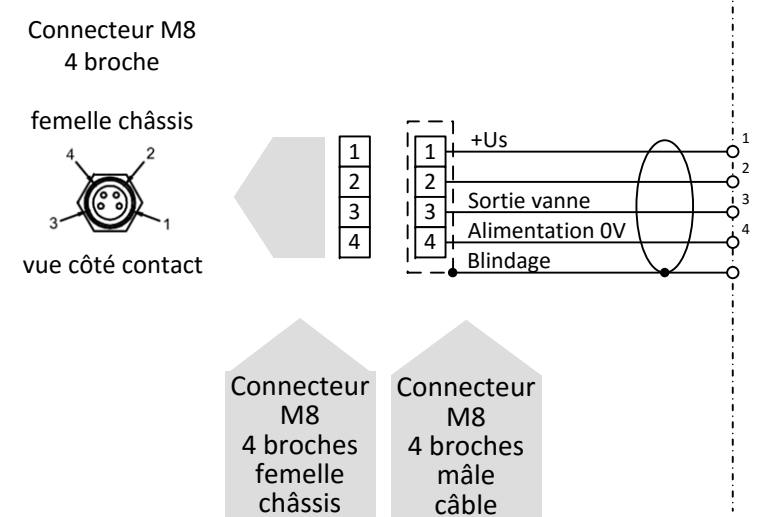 Connecteur M8
4 broche
femelle châssis
4 2
3 1
vue côté contact
1 1 +Us 1
2 2 2
3 3 Sortie vanne 3
4 4 Alimentation 0V 4
Blindage
Connecteur
M8
4 broches
femelle
châssis
Connecteur
M8
4 broches
mâle
câble